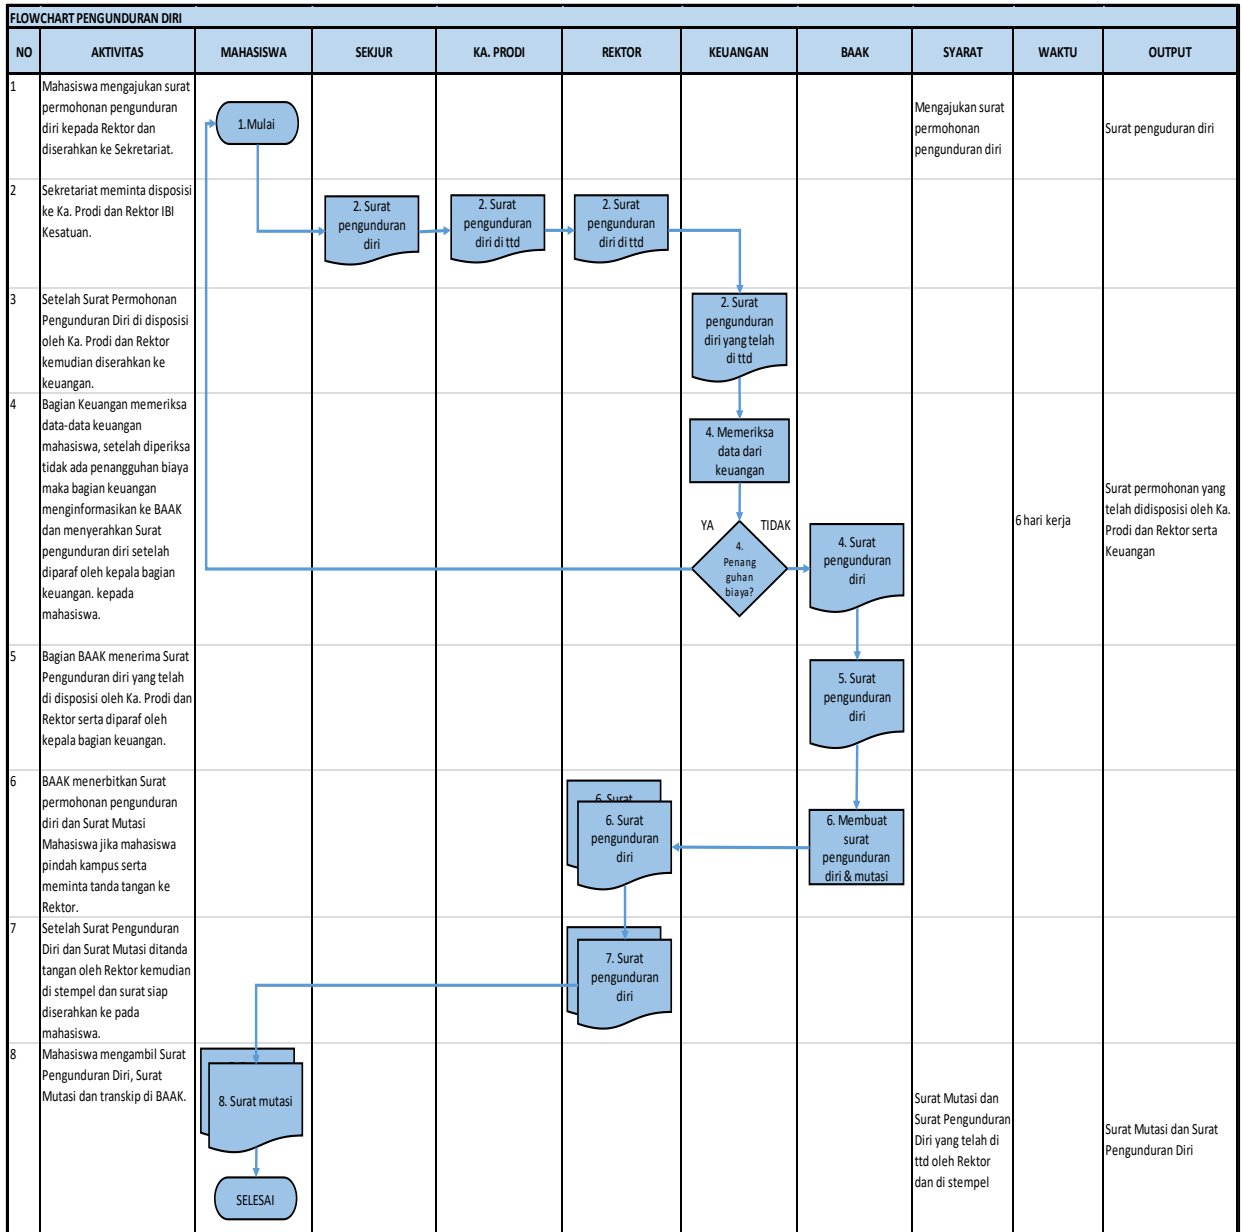 FLOWCHART PENGUNDURAN DIRI
NO
AKTIVITAS
MAHASISWA
SEKJUR
KA. PRODI
REKTOR
KEUANGAN
BAAK
SYARAT
WAKTU
OUTPUT
1
Mahasiswa mengajukan surat
permohonan pengunduran
diri kepada Rektor dan
diserahkan ke Sekretariat.
1.Mulai
Mengajukan surat
permohonan
pengunduran diri
Surat penguduran diri
2
Sekretariat meminta disposisi
ke Ka. Prodi dan Rektor IBI
Kesatuan.
2. Surat
pengunduran
diri
2. Surat
pengunduran
diri di ttd
2. Surat
pengunduran
diri di ttd
3
Setelah Surat Permohonan
Pengunduran Diri di disposisi
oleh Ka. Prodi dan Rektor
kemudian diserahkan ke
keuangan.
2. Surat
pengunduran
diri yang telah
di ttd
4
Bagian Keuangan memeriksa
data-data keuangan
mahasiswa, setelah diperiksa
tidak ada penangguhan biaya
maka bagian keuangan
menginformasikan ke BAAK
dan menyerahkan Surat
pengunduran diri setelah
diparaf oleh kepala bagian
keuangan. kepada
mahasiswa.
4. Memeriksa
data dari
keuangan
YA
TIDAK
4.
Penang
guhan
biaya?
4. Surat
pengunduran
diri
6 hari kerja
Surat permohonan yang
telah didisposisi oleh Ka.
Prodi dan Rektor serta
Keuangan
5
Bagian BAAK menerima Surat
Pengunduran diri yang telah
di disposisi oleh Ka. Prodi dan
Rektor serta diparaf oleh
kepala bagian keuangan.
5. Surat
pengunduran
diri
6
BAAK menerbitkan Surat
permohonan pengunduran
diri dan Surat Mutasi
Mahasiswa jika mahasiswa
pindah kampus serta
meminta tanda tangan ke
Rektor.
6. Surat
6. Surat
pengunduran
diri
6. Membuat
surat
pengunduran
diri & mutasi
7
Setelah Surat Pengunduran
Diri dan Surat Mutasi ditanda
tangan oleh Rektor kemudian
di stempel dan surat siap
diserahkan ke pada
mahasiswa.
7. Surat
pengunduran
diri
8
Mahasiswa mengambil Surat
Pengunduran Diri, Surat
Mutasi dan transkip di BAAK.
8. Surat mutasi
SELESAI
Surat Mutasi dan
Surat Pengunduran
Diri yang telah di
ttd oleh Rektor
dan di stempel
Surat Mutasi dan Surat
Pengunduran Diri